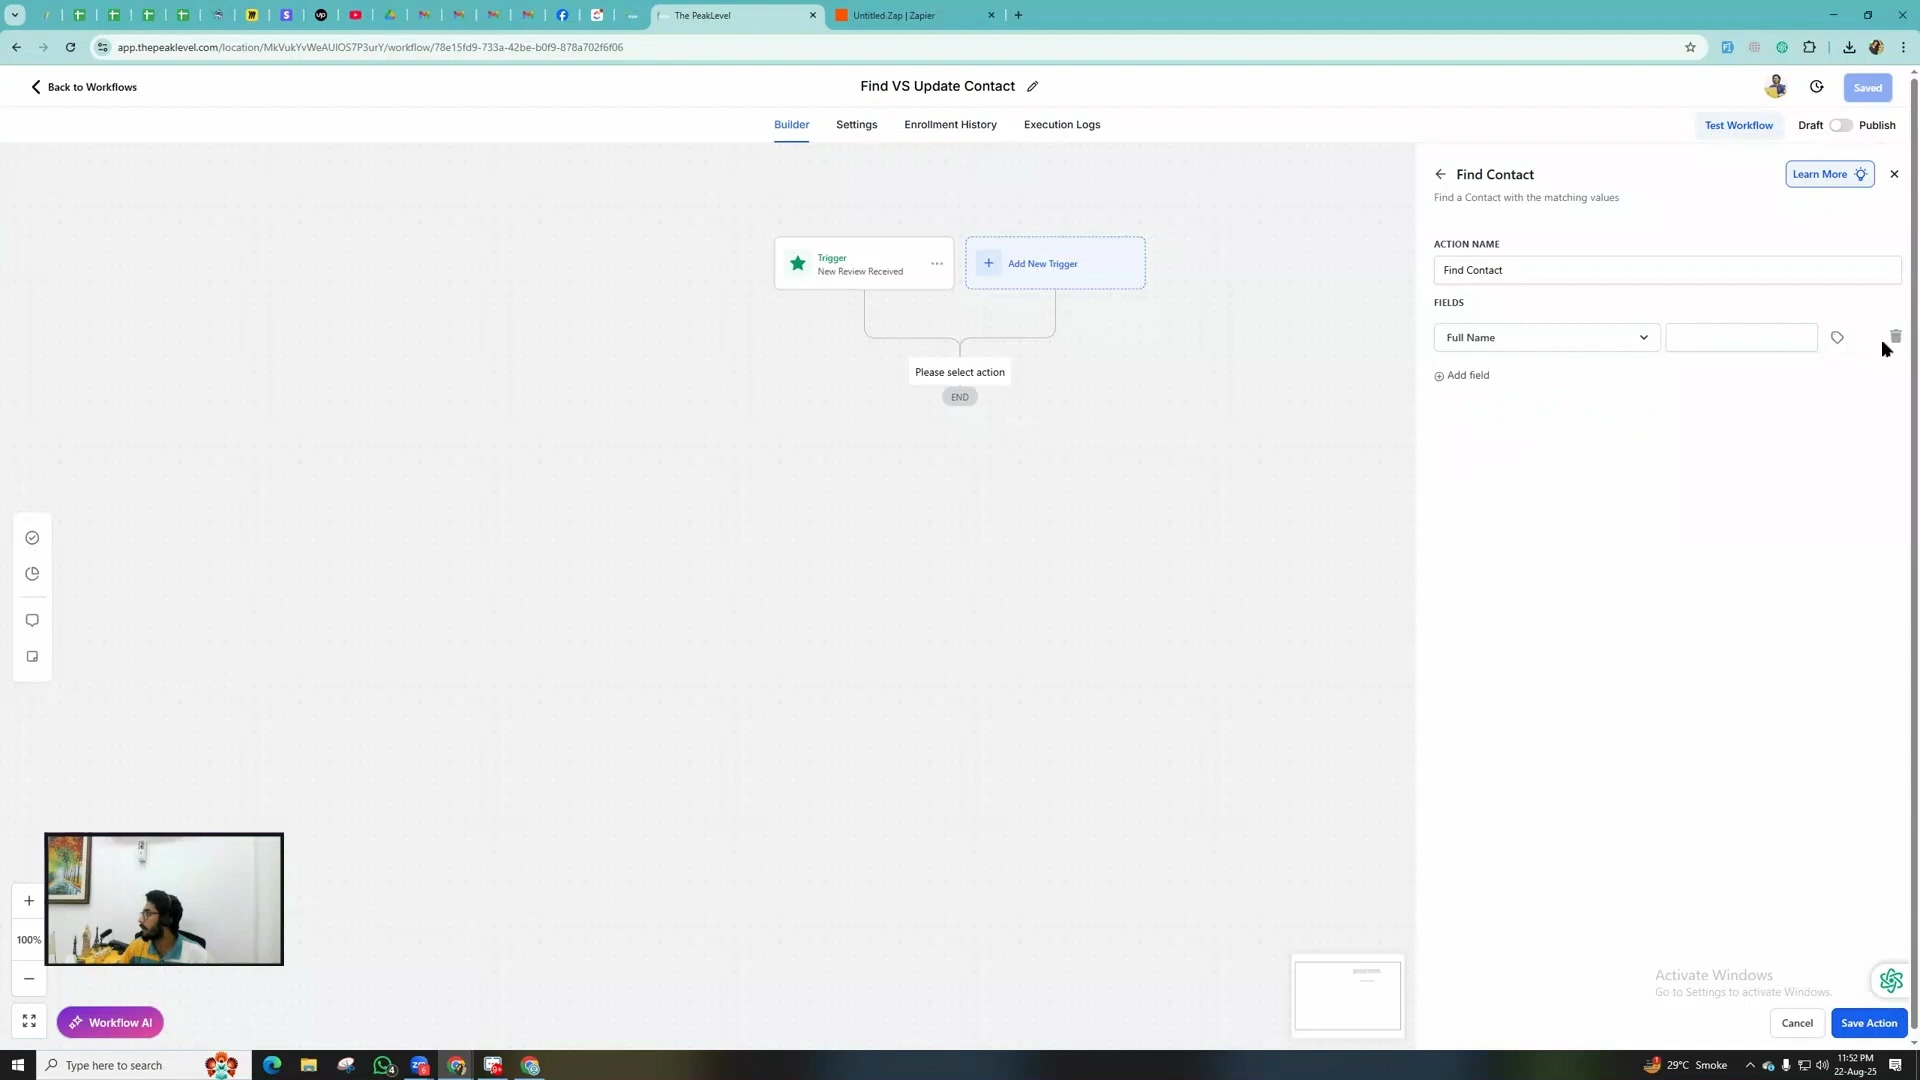 The PeakLevel
Untitled Zap | Zapier
app.thepeaklevel.com/location/MkVukYvWeAUIOS7P3urY/workflow/78e15fd9-733a-42be-b0f9-878a702f6f06
Back to Workflows
Find VS Update Contact
Saved
Builder
Settings
Enrollment History
Execution Logs
Test Workflow
Draft
Publish
Find Contact
Learn More
Find a Contact with the matching values
ACTION NAME
Find Contact
FIELDS
Full Name
Add field
Trigger
New Review Received
Add New Trigger
Please select action
END
100%
Workflow AI
Activate Windows
Go to Settings to activate Windows.
Cancel
Save Action
Type here to search
29°C Smoke
11:52 PM
22-Aug-25